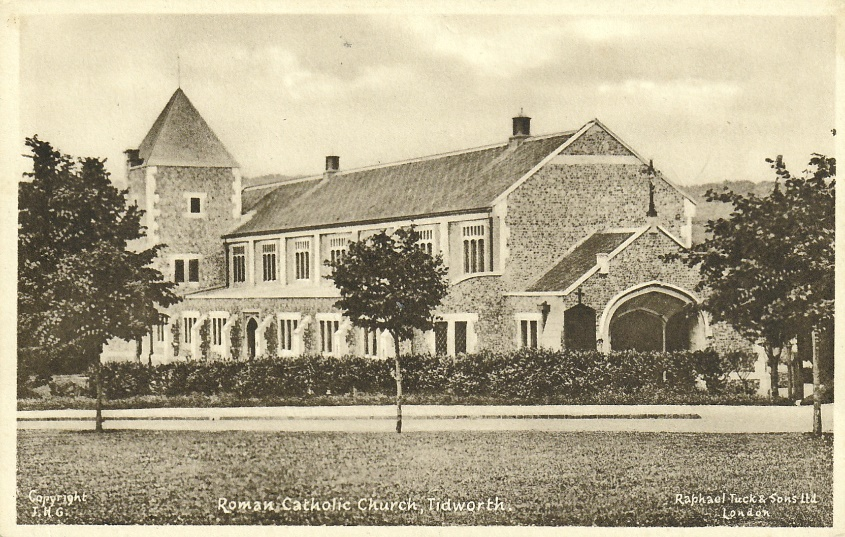 Copyright
J.H.G.
Roman Catholic Church, Tidworth.
Raphael Tuck & Sons Ltd
London